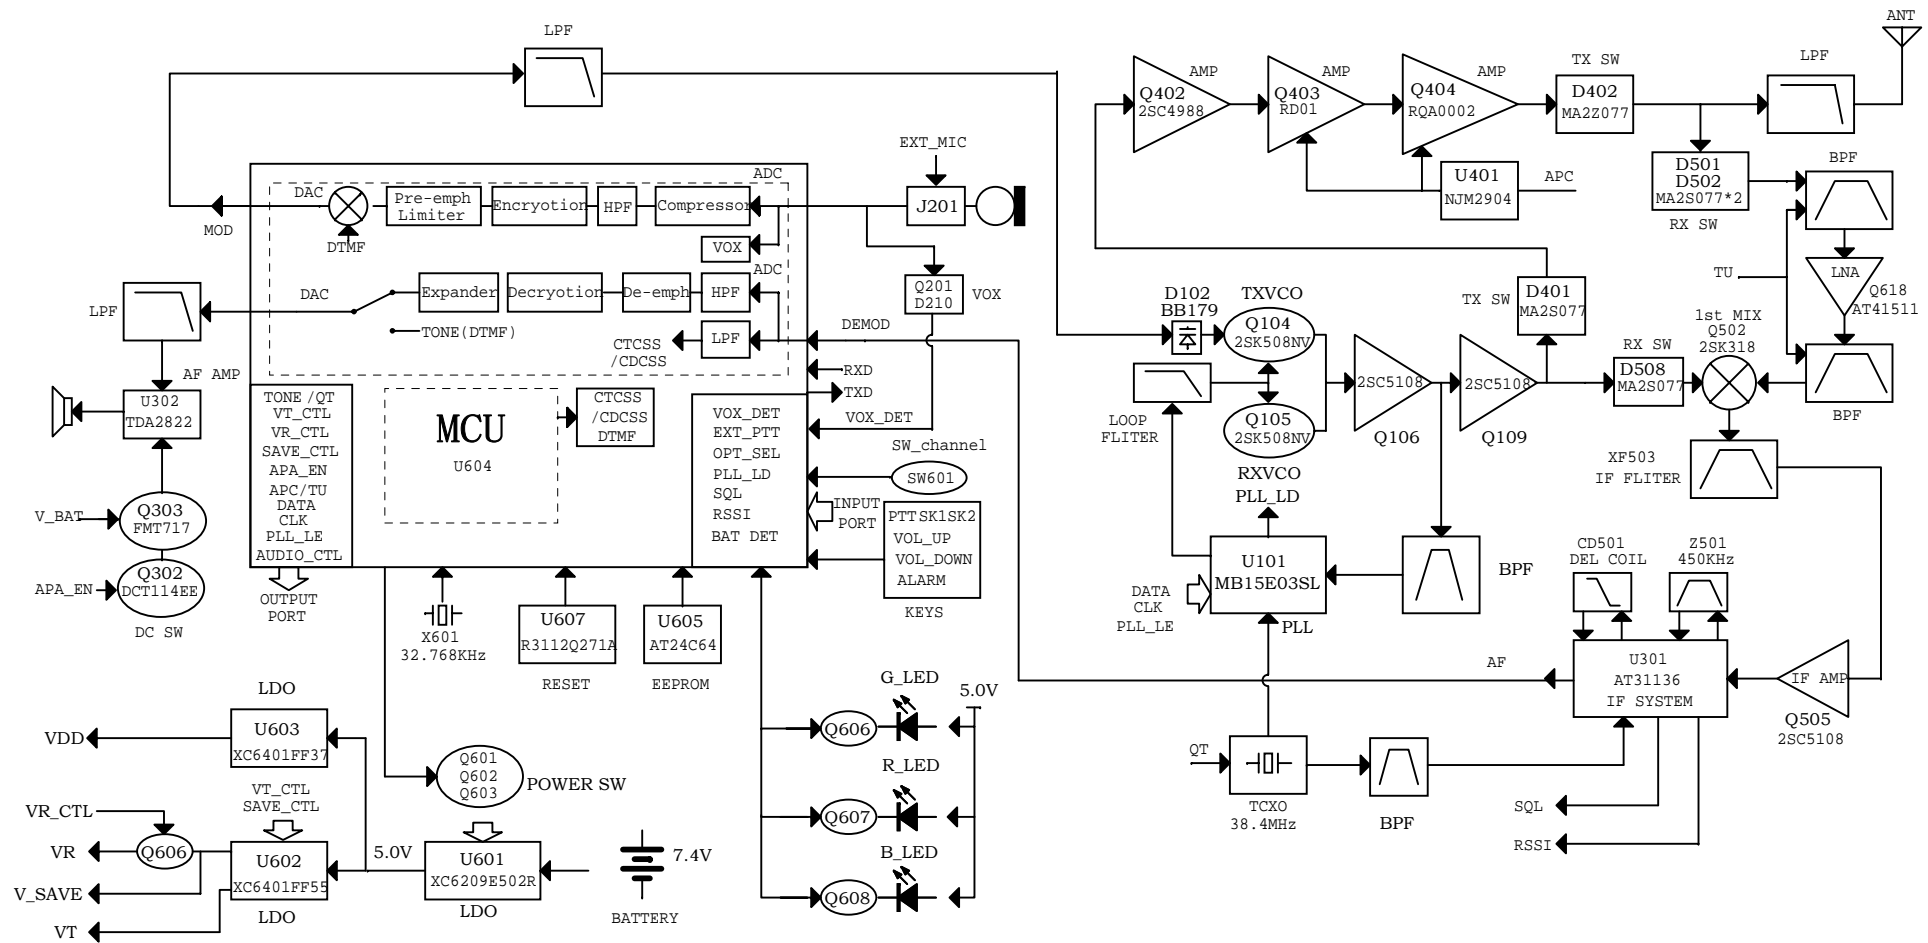 LPF
MOD
DAC
Pre-emph
Limiter
Encryotion
HPF
Compressor
ADC
DTMF
VOX
EXT_MIC
J201
DAC
Expander
Decryotion
De-emph
HPF
ADC
TONE(DTMF)
LPF
CTCSS
/CDCSS
Q201
D210
VOX
DEMOD
RXD
TXD
VOX_DET
LPF
AF AMP
U302
TDA2822
V_BAT
Q303
FMT717
APA_EN
Q302
DCT114EE
DC SW
TONE /QT
VT_CTL
VR_CTL
SAVE_CTL
APA_EN
APC/TU
DATA
CLK
PLL_LE
AUDIO_CTL
OUTPUT
PORT
MCU
U604
CTCSS
/CDCSS
DTMF
VOX_DET
EXT_PTT
OPT_SEL
PLL_LD
SQL
RSSI
BAT DET
SW_channel
SW601
INPUT
PORT
PTT SK1SK2
VOL_UP
VOL_DOWN
ALARM
KEYS
X601
32.768KHz
U607
R3112Q271A
RESET
U605
AT24C64
EEPROM
LDO
U603
XC6401FF37
VDD
VT_CTL
SAVE_CTL
VR_CTL
VR
Q606
V_SAVE
VT
U602
XC6401FF55
LDO
5.0V
Q601
Q602
Q603
POWER SW
U601
XC6209E502R
LDO
7.4V
BATTERY
G_LED
5.0V
Q606
R_LED
Q607
B_LED
Q608
AMP
Q402
2SC4988
AMP
Q403
RD01
AMP
Q404
RQA0002
TX SW
D402
MA2Z077
LPF
ANT
U401
NJM2904
APC
D501
D502
MA2S077*2
RX SW
BPF
TU
LNA
Q618
AT41511
BPF
D102
BB179
TXVCO
Q104
2SK508NV
LOOP
FLITER
Q105
2SK508NV
RXVCO
2SC5108
Q106
2SC5108
Q109
TX SW
D401
MA2S077
RX SW
D508
MA2S077
1st MIX
Q502
2SK318
XF503
IF FLITER
PLL_LD
U101
MB15E03SL
PLL
DATA
CLK
PLL_LE
BPF
CD501
DEL COIL
Z501
450KHz
AF
U301
AT31136
IF SYSTEM
IF AMP
Q505
2SC5108
QT
TCXO
38.4MHz
BPF
SQL
RSSI